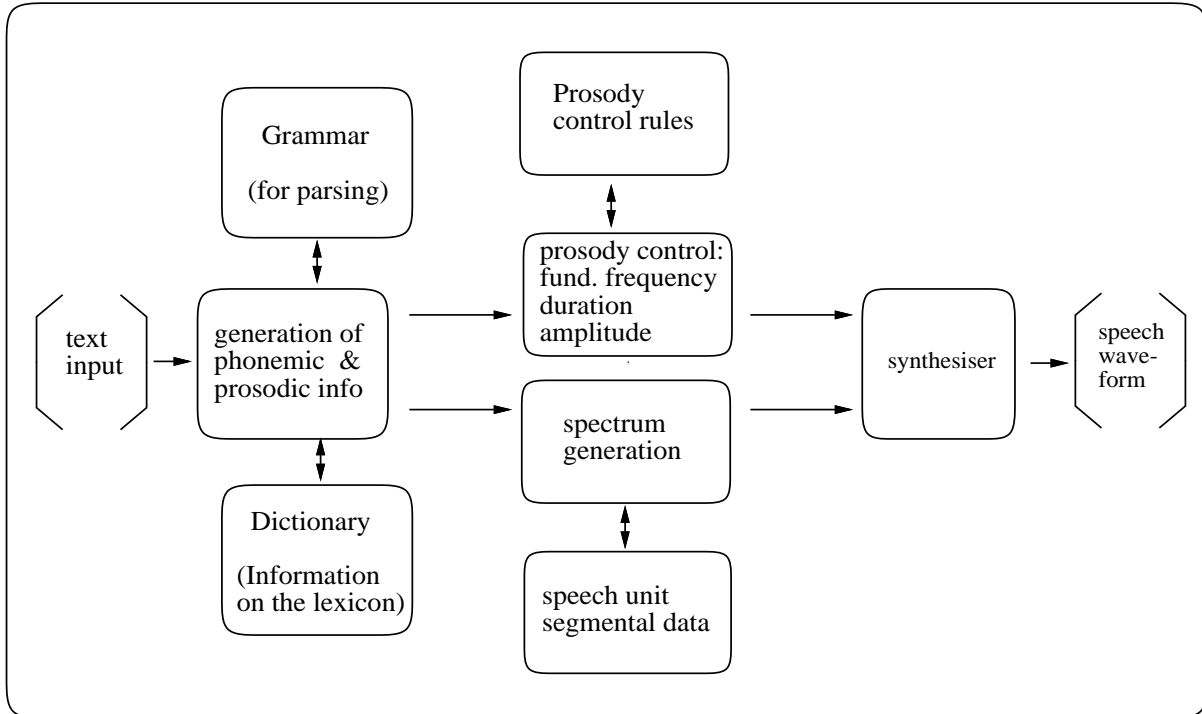 Prosody
control rules
Grammar
(for parsing)
prosody control:
fund. frequency
duration
amplitude
text
input
generation of
phonemic &
prosodic info
synthesiser
speech
wave-
form
spectrum
generation
Dictionary
(Information
on the lexicon)
speech unit
segmental data